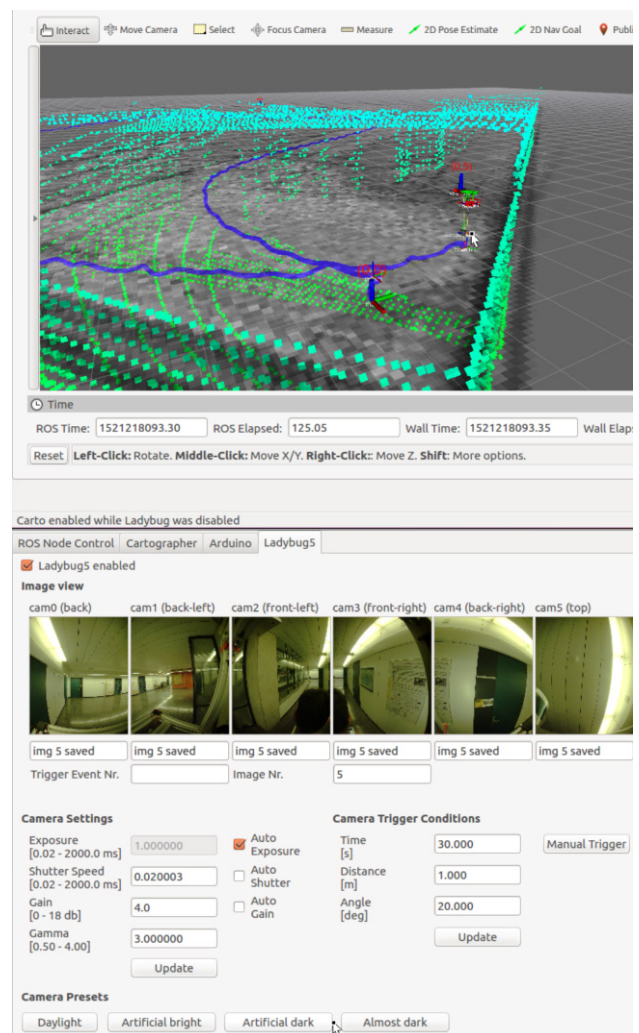 Interact Move Camera Select Focus Camera Measure 2D Pose Estimate 2D Nav Goal Publi
Time
ROS Time: 1521218093.30 ROS Elapsed: 125.05 Wall Time: 1521218093.35 Wall Elaps
Reset Left-Click: Rotate. Middle-Click: Move X/Y. Right-Click:: Move Z. Shift: More options.
Carto enabled while Ladybug was disabled
ROS Node Control Cartographer Arduino Ladybug5
Ladybug5 enabled
Image view
cam0 (back) cam1 (back-left) cam2 (front-left) cam3 (front-right) cam4 (back-right) cam5 (top)
img 5 saved img 5 saved img 5 saved img 5 saved img 5 saved img 5 saved
Trigger Event Nr. Image Nr. 5
Camera Settings Camera Trigger Conditions
Exposure
[0.02 - 2000.0 ms] 1.000000 Auto
Exposure Time
[s] 30.000 Manual Trigger
Shutter Speed
[0.02 - 2000.0 ms] 0.020003 Auto
Shutter Distance
[m] 1.000
Gain
[0 - 18 db] 4.0 Auto
Gain Angle
[deg] 20.000
Gamma
[0.50 - 4.00] 3.000000 Update
Update
Camera Presets
Daylight Artificial bright Artificial dark Almost dark